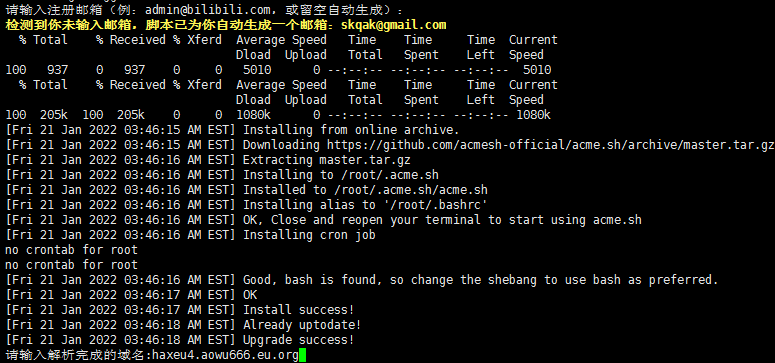 请输入注册邮箱（例：admin@bilibili.com，或留空自动生成）：
检测到你未输入邮箱，脚本已为你自动生成一个邮箱：skqak@gmail.com
% Total % Received % Xferd Average Speed Time Time Time Current
Dload Upload Total Spent Left Speed
100 937 0 937 0 0 5010 0 --:--:-- --:--:-- --:--:-- 5010
% Total % Received % Xferd Average Speed Time Time Time Current
Dload Upload Total Spent Left Speed
100 205k 100 205k 0 0 1080k 0 --:--:-- --:--:-- --:--:-- 1080k
[Fri 21 Jan 2022 03:46:15 AM EST] Installing from online archive.
[Fri 21 Jan 2022 03:46:15 AM EST] Downloading https://github.com/acmesh-official/acme.sh/archive/master.tar.gz
[Fri 21 Jan 2022 03:46:16 AM EST] Extracting master.tar.gz
[Fri 21 Jan 2022 03:46:16 AM EST] Installing to /root/.acme.sh
[Fri 21 Jan 2022 03:46:16 AM EST] Installed to /root/.acme.sh/acme.sh
[Fri 21 Jan 2022 03:46:16 AM EST] Installing alias to '/root/.bashrc'
[Fri 21 Jan 2022 03:46:16 AM EST] OK, Close and reopen your terminal to start using acme.sh
[Fri 21 Jan 2022 03:46:16 AM EST] Installing cron job
no crontab for root
no crontab for root
[Fri 21 Jan 2022 03:46:16 AM EST] Good, bash is found, so change the shebang to use bash as preferred.
[Fri 21 Jan 2022 03:46:17 AM EST] OK
[Fri 21 Jan 2022 03:46:17 AM EST] Install success!
[Fri 21 Jan 2022 03:46:18 AM EST] Already uptodate!
[Fri 21 Jan 2022 03:46:18 AM EST] Upgrade success!
请输入解析完成的域名:haxeu4.aowu666.eu.org